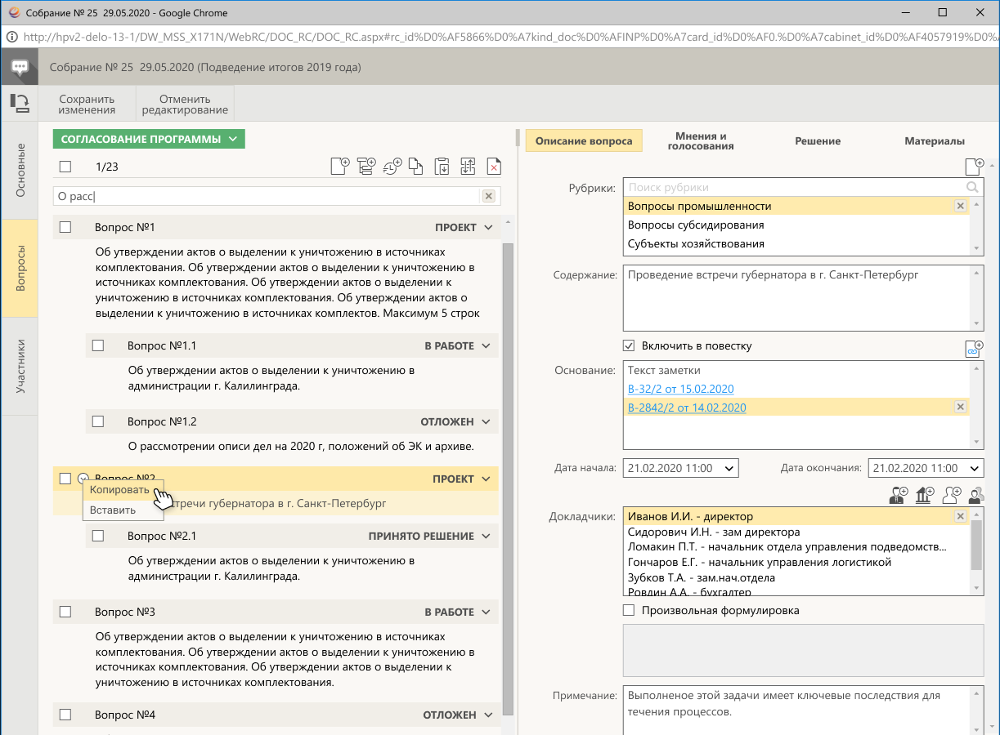 Собрание № 25 29.05.2020 - Google Chrome
http://hpv2-delo-13-1/DW_MSS_X171N/WebRC/DOC_RC/DOC_RC.aspx#rc_id%D0%AF5866%D0%A7kind_doc%D0%AFINP%D0%A7card_id%D0%AF0.%D0%A7cabinet_id%D0%AF4057919%D0%
Собрание № 25 29.05.2020 (Подведение итогов 2019 года)
Сохранить
изменения
Отменить
редактирование
Основные
Вопросы
Участники
СОГЛАСОВАНИЕ ПРОГРАММЫ
1/23
О расс
Вопрос №1 ПРОЕКТ
Об утверждении актов о выделении к уничтожению в источниках
комплектования. Об утверждении актов о выделении к уничтожению в
источниках комплектования. Об утверждении актов о выделении к
уничтожению в источниках комплектования. Об утверждении актов о
выделении к уничтожению в источниках комплектов. Максимум 5 строк
Вопрос №1.1 В РАБОТЕ
Об утверждении актов о выделении к уничтожению в
администрации г. Калилинграда.
Вопрос №1.2 ОТЛОЖЕН
О рассмотрении описи дел на 2020 г, положений об ЭК и архиве.
Вопрос №2 ПРОЕКТ
Копировать
Вставить
встречи губернатора в г. Санкт-Петербург
Вопрос №2.1 ПРИНЯТО РЕШЕНИЕ
Об утверждении актов о выделении к уничтожению в
администрации г. Калилинграда.
Вопрос №3 В РАБОТЕ
Об утверждении актов о выделении к уничтожению в источниках
комплектования. Об утверждении актов о выделении к уничтожению в
источниках комплектования. Об утверждении актов о выделении к
уничтожению в источниках комплектования.
Вопрос №4 ОТЛОЖЕН
Описание вопроса
Мнения и
голосования
Решение
Материалы
Рубрики:
Поиск рубрики
Вопросы промышленности
Вопросы субсидирования
Субъекты хозяйствования
Содержание:
Проведение встречи губернатора в г. Санкт-Петербург
Включить в повестку
Основание:
Текст заметки
В-32/2 от 15.02.2020
В-2842/2 от 14.02.2020
Дата начала: 21.02.2020 11:00 Дата окончания: 21.02.2020 11:00
Докладчики:
Иванов И.И. - директор
Сидорович И.Н. - зам директора
Ломакин П.Т. - начальник отдела управления подведомств...
Гончаров Е.Г. - начальник управления логистикой
Зубков Т.А. - зам.нач.отдела
Ровдин А.А. - бухгалтер
Произвольная формулировка
Примечание:
Выполненое этой задачи имеет ключевые последствия для
течения процессов.